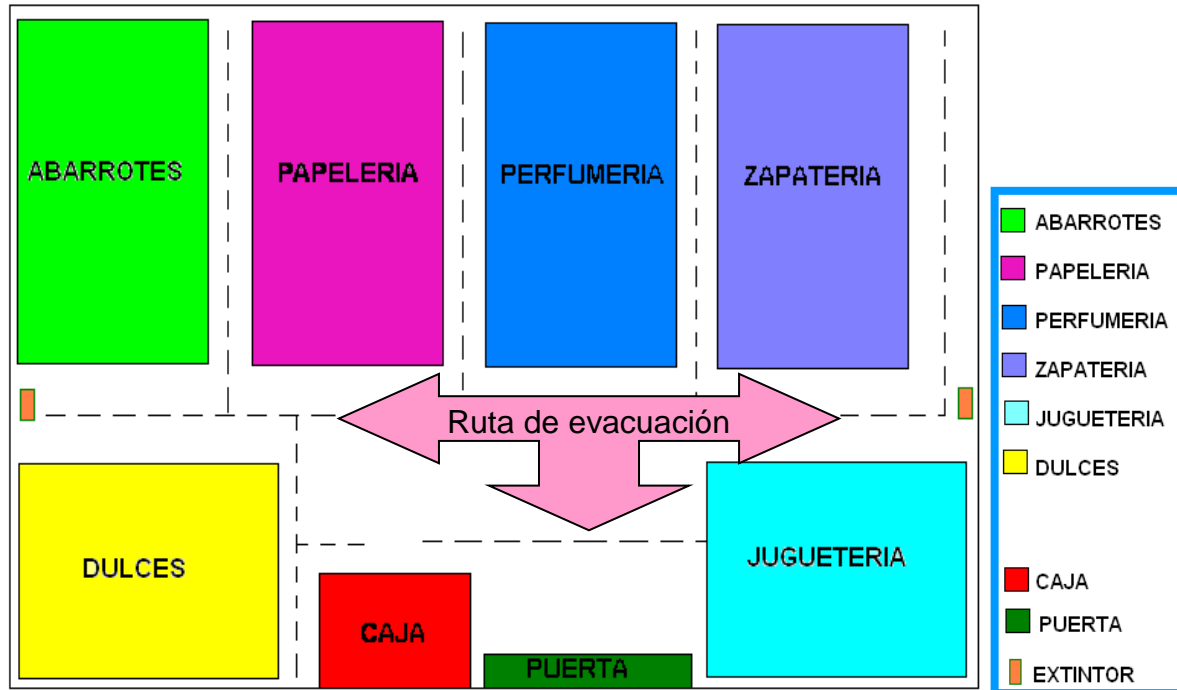 ABARROTES
PAPELERIA
PERFUMERIA
ZAPATERIA
Ruta de evacuación
DULCES
CAJA
PUERTA
JUGUETERIA
ABARROTES
PAPELERIA
PERFUMERIA
ZAPATERIA
JUGUETERIA
DULCES
CAJA
PUERTA
EXTINTOR